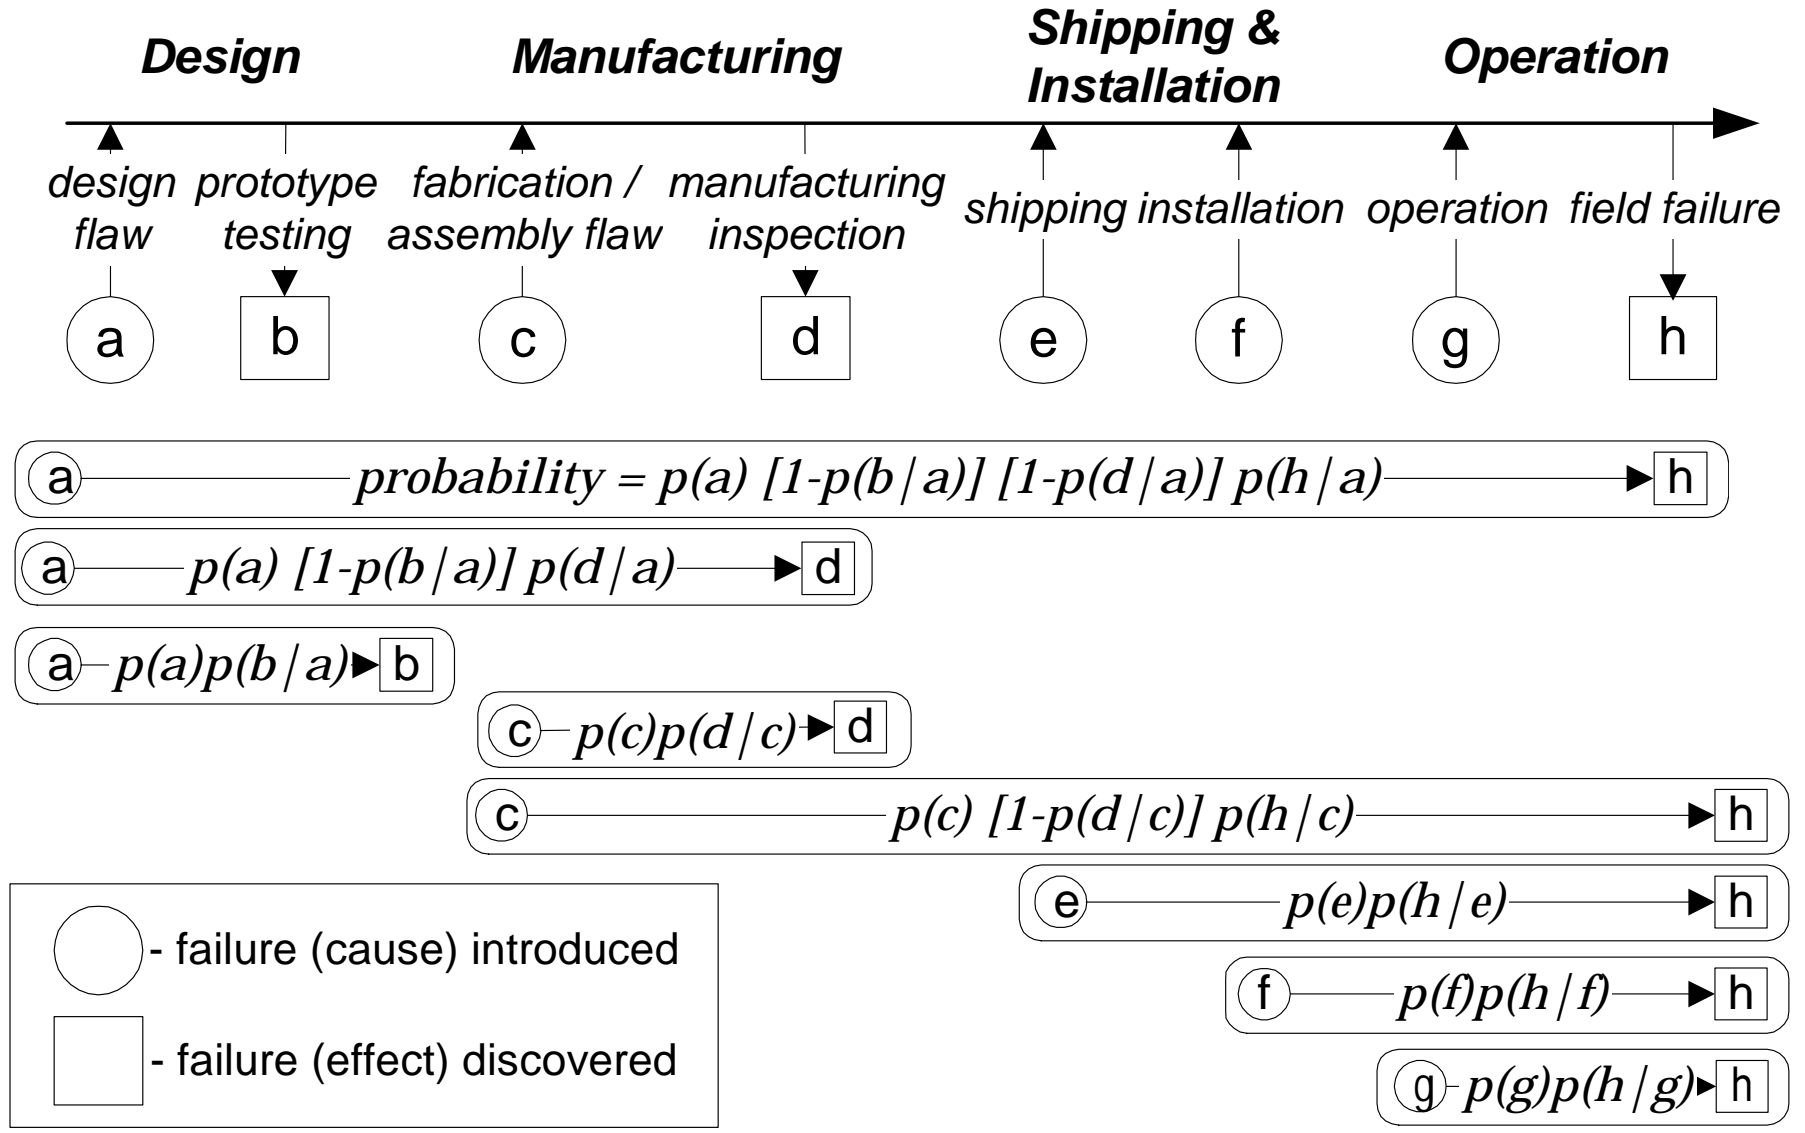 Design
Manufacturing
Shipping &
Installation
Operation
design
flaw
prototype
testing
fabrication /
assembly flaw
manufacturing
inspection
shipping
installation
operation
field failure
a
b
c
d
e
f
g
h
a probability = p(a) [1-p(b|a)] [1-p(d|a)] p(h|a) h
a p(a) [1-p(b|a)] p(d|a) d
a p(a)p(b|a) b
c p(c)p(d|c) d
c p(c) [1-p(d|c)] p(h|c) h
e p(e)p(h|e) h
f p(f)p(h|f) h
g p(g)p(h|g) h
- failure (cause) introduced
- failure (effect) discovered